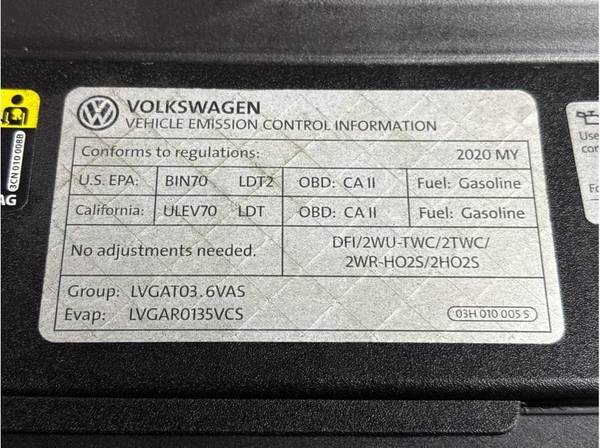 VOLKSWAGEN
VEHICLE EMISSION CONTROL INFORMATION
Conforms to regulations: 2020 MY
U.S. EPA: BIN70 LDT2 OBD: CA II Fuel: Gasoline
California: ULEV70 LDT OBD: CA II Fuel: Gasoline
No adjustments needed. DFI/2WU-TWC/2TWC/
2WR-HO2S/2HO2S
Group: LVGAT03.6VAS
Evap: LVGAR0135VCS
03H 010 005 S
3CN 010 008B
AG
Use